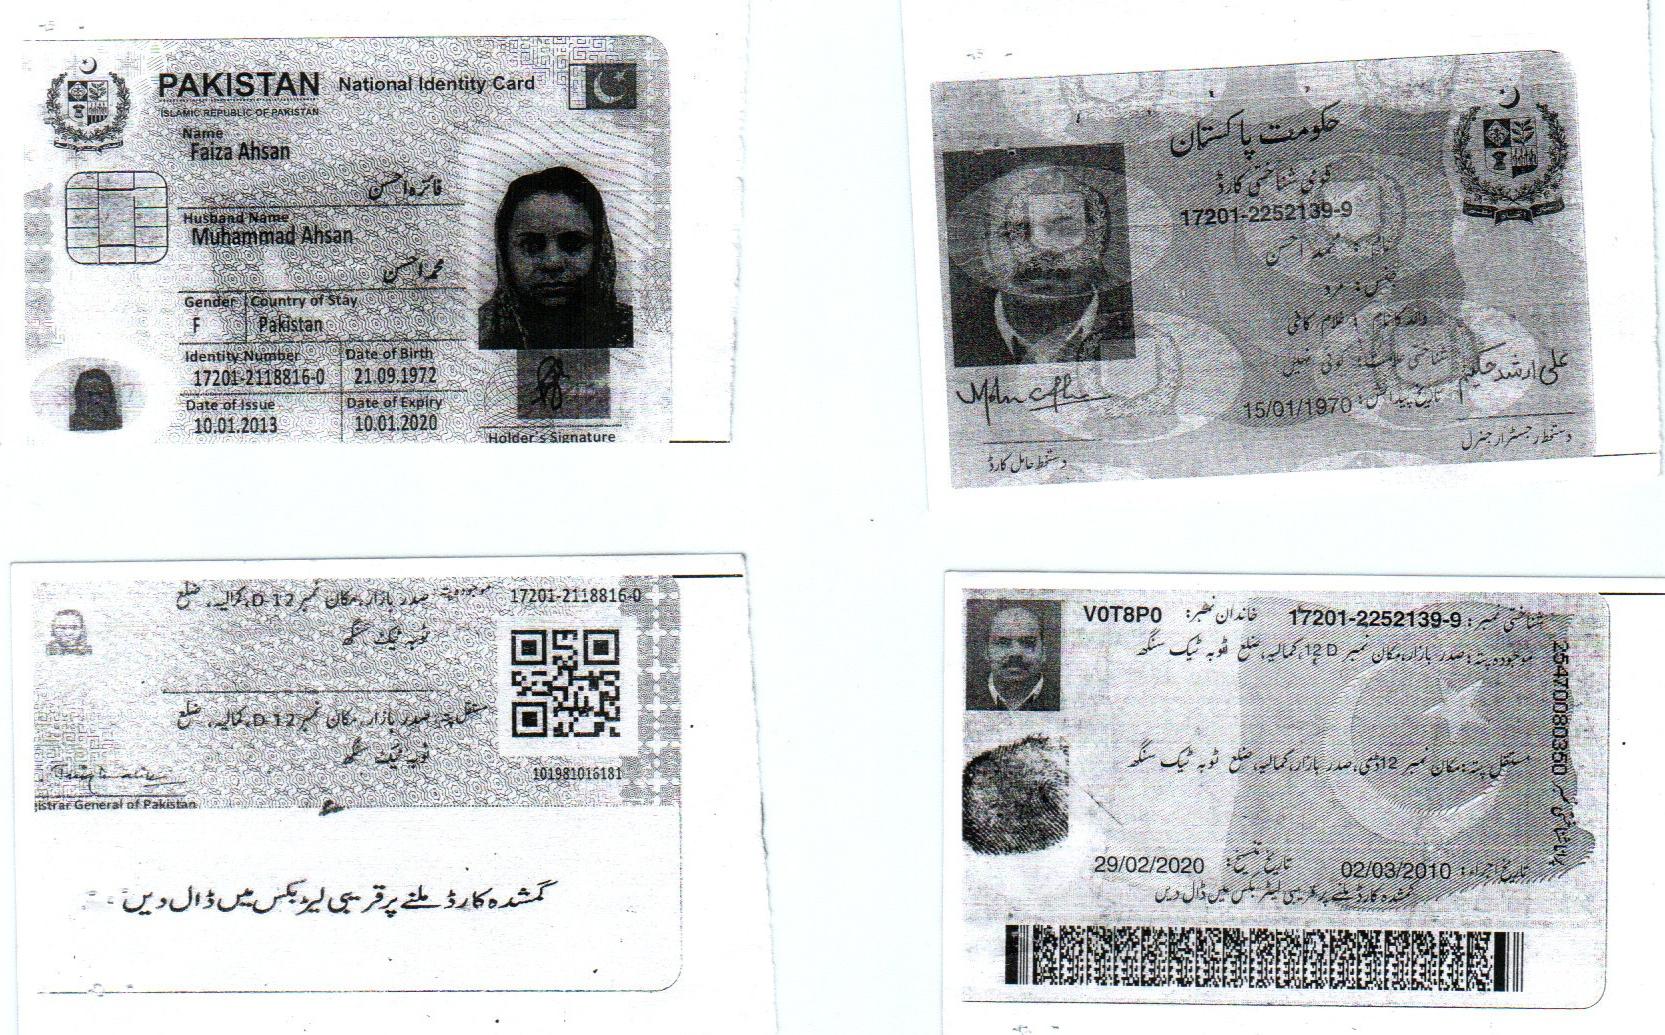 PAKISTAN National Identity Card
ISLAMIC REPUBLIC OF PAKISTAN
Name
Faiza Ahsan
فائزہ احسن
Husband Name
Muhammad Ahsan
محمد احسن
Gender Country of Stay
F Pakistan
Identity Number Date of Birth
17201-2118816-0 21.09.1972
Date of Issue Date of Expiry
10.01.2013 10.01.2020
Holder's Signature
حکومت پاکستان
قومی شناختی کارڈ
17201-2252139-9
نام: محمد احسن
جنس: مرد
والد کا نام: غلام
شناختی علامت: کوئی نہیں
تاریخ پیدائش: 15/01/1970
علی ارشد حکیم
دستخط رجسٹرار جنرل
دستخط حامل کارڈ
17201-2118816-0
موجودہ پتہ: صدر بازار، مکان نمبر D 12، کمالیہ، ضلع
ٹوبہ ٹیک سنگھ
مستقل پتہ: صدر بازار، مکان نمبر D 12، کمالیہ، ضلع
ٹوبہ ٹیک سنگھ
101981016181
istrar General of Pakistan
گمشدہ کارڈ ملنے پر قریبی لیٹر بکس میں ڈال دیں
شناختی نمبر: 17201-2252139-9 خاندان نمبر: V0T8P0
موجودہ پتہ: صدر بازار، مکان نمبر 12 D، کمالیہ، ضلع ٹوبہ ٹیک سنگھ
مستقل پتہ: مکان نمبر 12 ڈی، صدر بازار، کمالیہ، ضلع ٹوبہ ٹیک سنگھ
تاریخ اجراء: 02/03/2010 تاریخ تنسیخ: 29/02/2020
گمشدہ کارڈ ملنے پر قریبی لیٹر بکس میں ڈال دیں